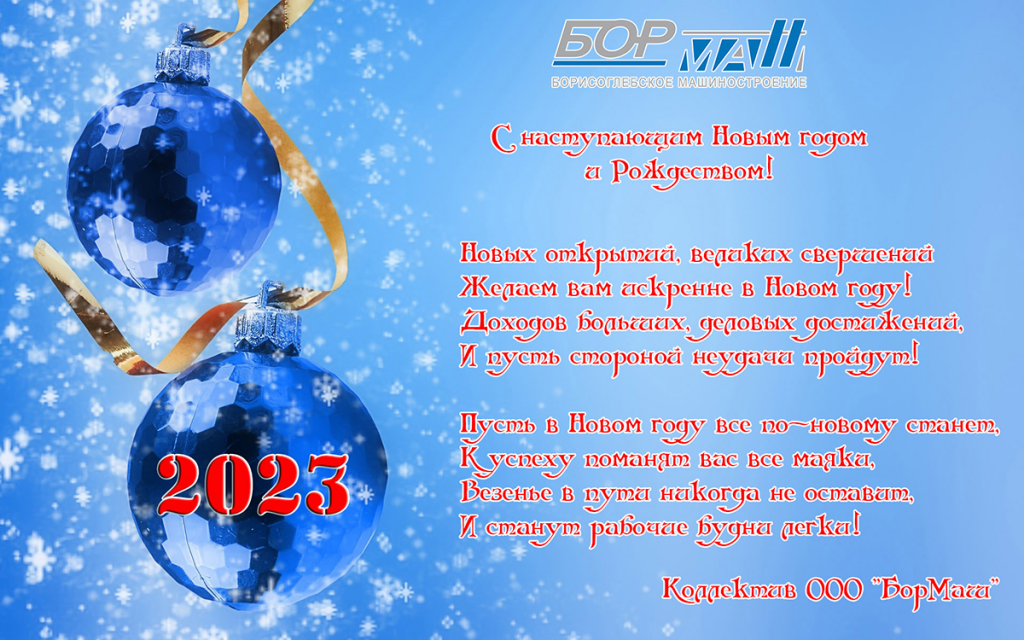 БОР МАШ
БОРИСОГЛЕБСКОЕ МАШИНОСТРОЕНИЕ
С наступающим Новым годом
и Рождеством!
Новых открытий, великих свершений
Желаем вам искренне в Новом году!
Доходов больших, деловых достижений,
И пусть стороной неудачи пройдут!
Пусть в Новом году все по~новому станет,
К успеху поманят вас все маяки,
Везенье в пути никогда не оставит,
И станут рабочие будни легки!
2023
Коллектив ООО "БорМаш"